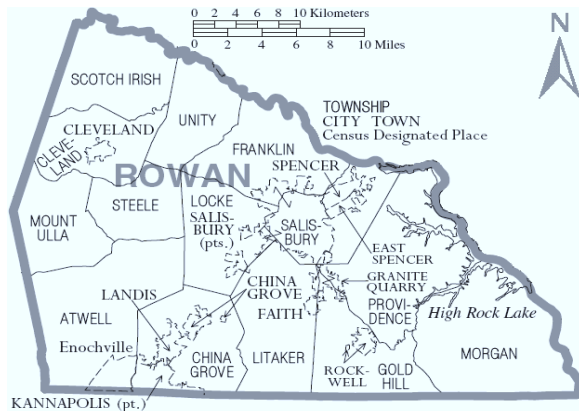 0 2 4 6 8 10 Kilometers
0 2 4 6 8 10 Miles
N
SCOTCH IRISH
TOWNSHIP
CITY TOWN
Census Designated Place
UNITY
CLEVELAND
CLEVE-
LAND
FRANKLIN
SPENCER
ROWAN
STEELE
LOCKE
SALIS-
BURY
(pts.)
SALIS-
BURY
MOUNT
ULLA
EAST
SPENCER
GRANITE
QUARRY
LANDIS
CHINA
GROVE
FAITH
PROVI-
DENCE
High Rock Lake
ATWELL
Enochville
CHINA
GROVE
LITAKER
ROCK-
WELL
GOLD
HILL
MORGAN
KANNAPOLIS (pt.)